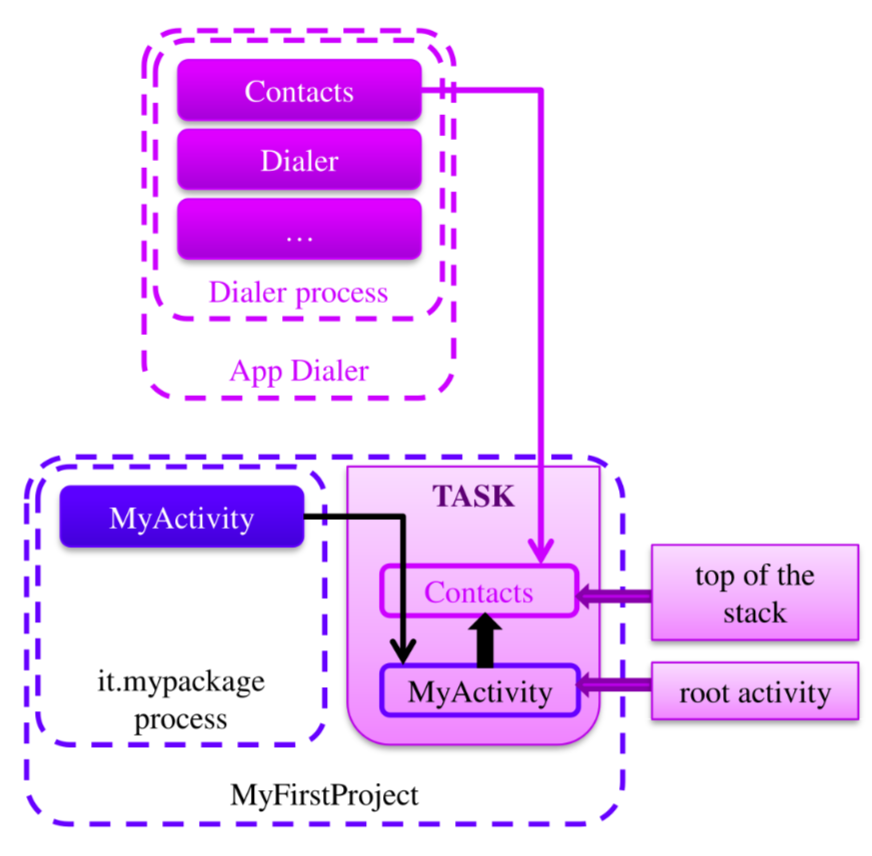 Contacts
Dialer
...
Dialer process
App Dialer
MyActivity
TASK
Contacts
top of the
stack
MyActivity
root activity
it.mypackage
process
MyFirstProject